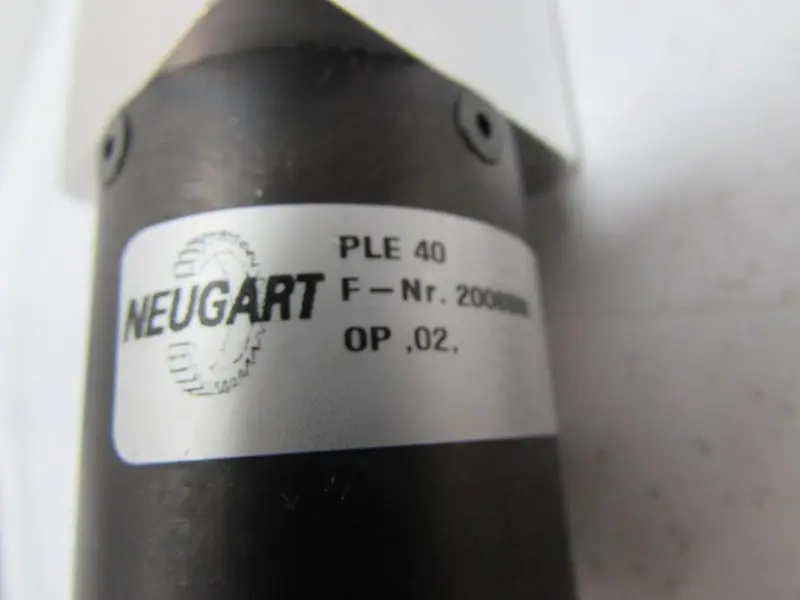 NEUGART
PLE 40
F-Nr.
OP ,02,